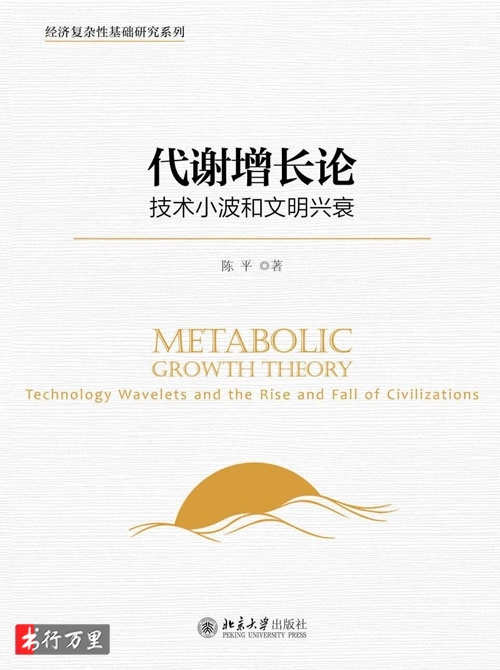 经济复杂性基础研究系列
代谢增长论
技术小波和文明兴衰
陈 平 ◎著
METABOLIC
GROWTH THEORY
Technology Wavelets and the Rise and Fall of Civilizations
北京大学出版社
PEKING UNIVERSITY PRESS
书行万里